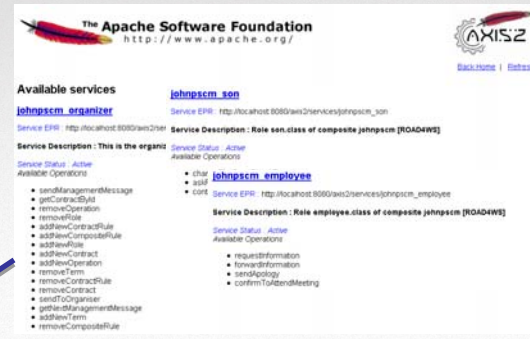 The Apache Software Foundation
http://www.apache.org/
AXIS2
Back Home | Refres
Available services
johnpscm_organizer
Service EPR : http://localhost:8080/axis2/ser
Service Description : This is the organiz
Service Status : Active
Available Operations
sendManagementMessage
getContractById
removeOperation
removeRole
addNewContractRule
addNewCompositeRule
addNewRole
addNewContract
addNewOperation
removeTerm
removeContractRule
removeContract
sendToOrganiser
getNextManagementMessage
addNewTerm
removeCompositeRule
johnpscm_son
Service EPR : http://localhost:8080/axis2/services/johnpscm_son
Service Description : Role son.class of composite johnpscm [ROAD4WS]
Service Status : Active
Available Operations
char
cont
johnpscm_employee
Service EPR : http://localhost:8080/axis2/services/johnpscm_employee
Service Description : Role employee.class of composite johnpscm [ROAD4WS]
Service Status : Active
Available Operations
requestInformation
forwardInformation
sendApology
confirmToAttendMeeting